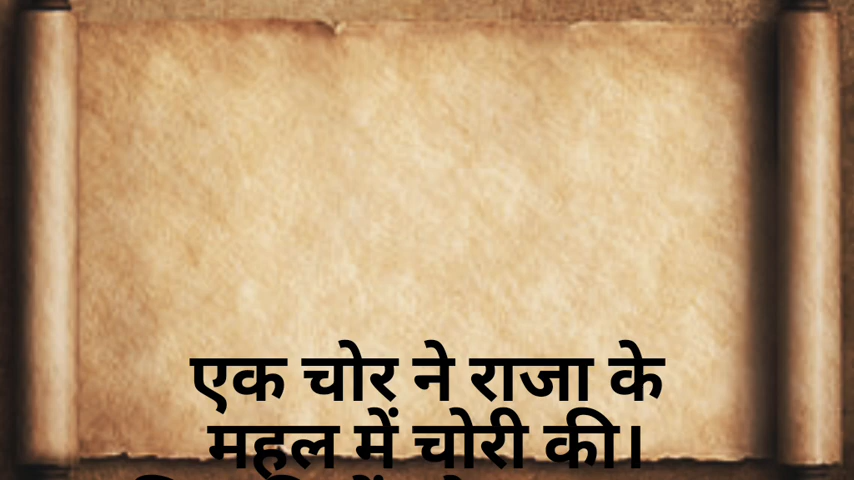 एक चोर ने राजा के
महल में चोरी की।